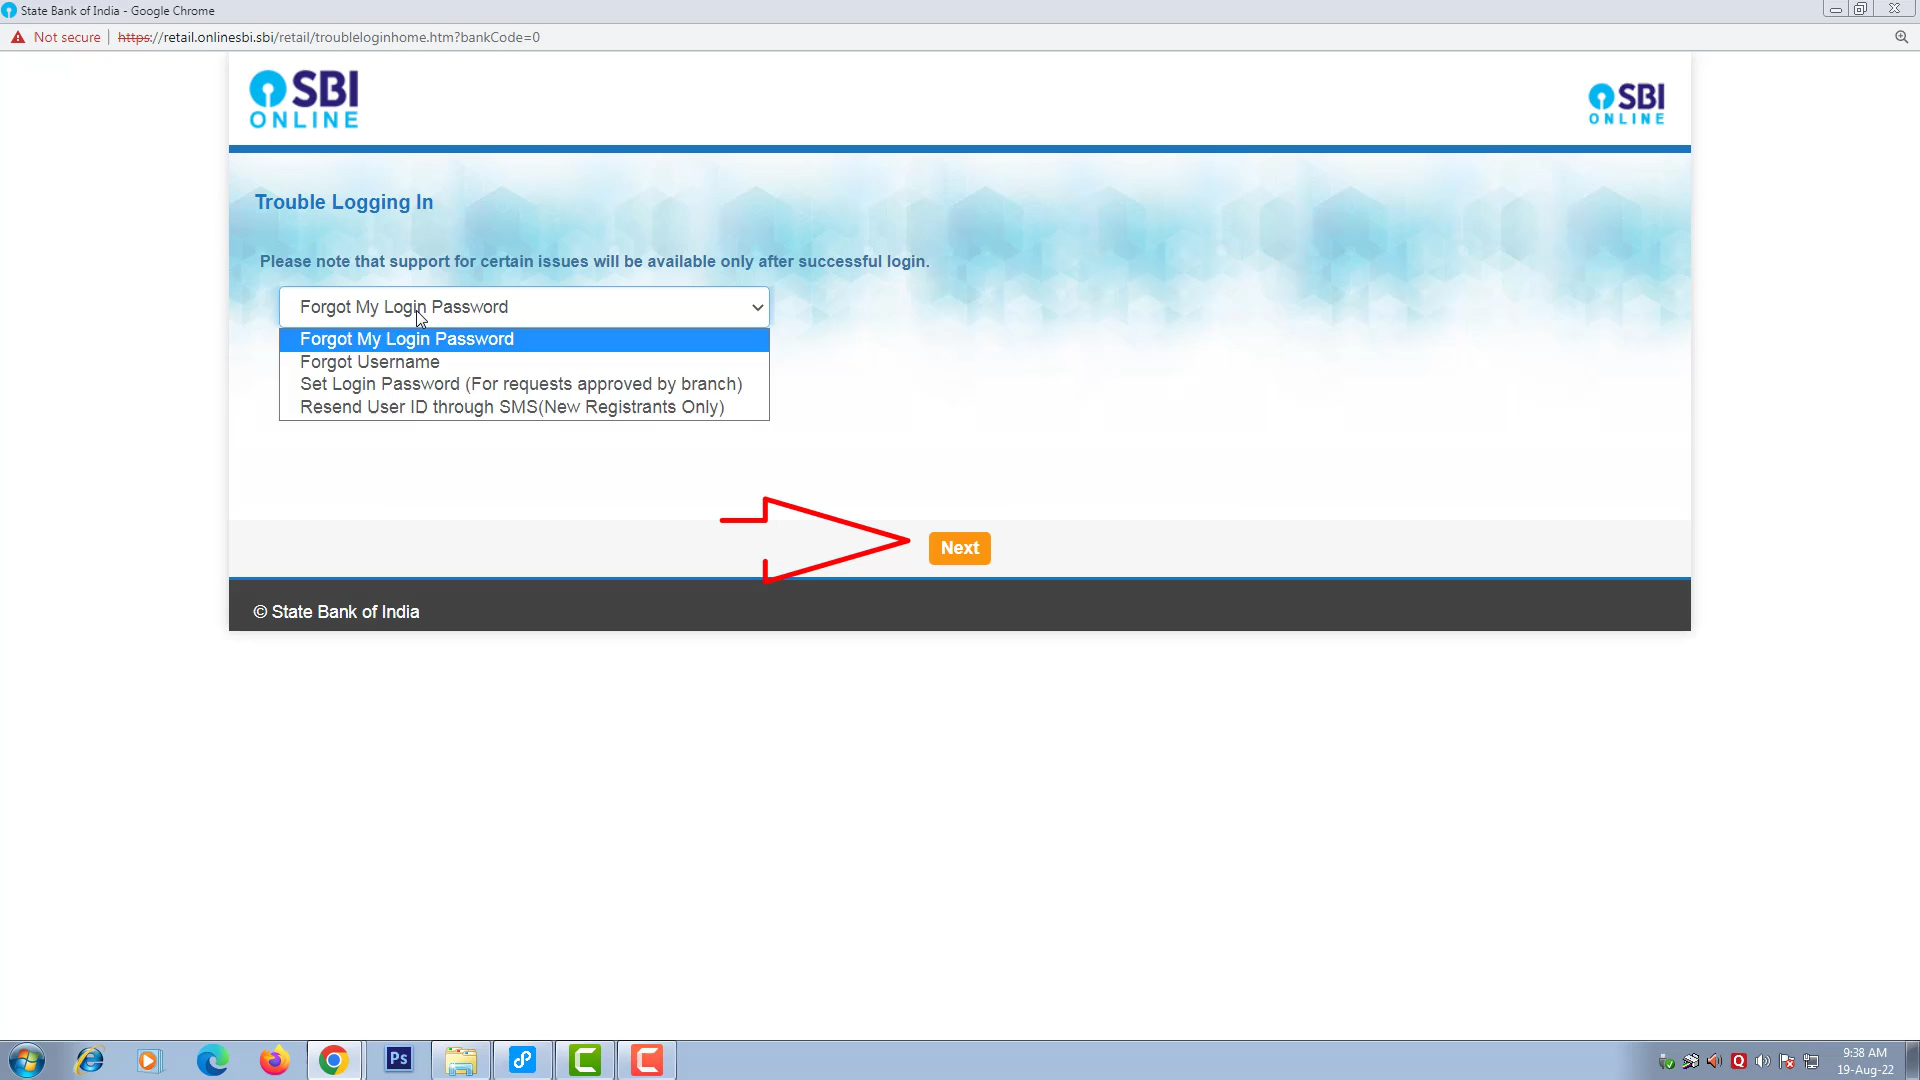 State Bank of India - Google Chrome
Not secure | https://retail.onlinesbi.sbi/retail/troubleloginhome.htm?bankCode=0
SBI
ONLINE
SBI
ONLINE
Trouble Logging In
Please note that support for certain issues will be available only after successful login.
Forgot My Login Password
Forgot My Login Password
Forgot Username
Set Login Password (For requests approved by branch)
Resend User ID through SMS(New Registrants Only)
Next
© State Bank of India
Ps
9:38 AM
19-Aug-22